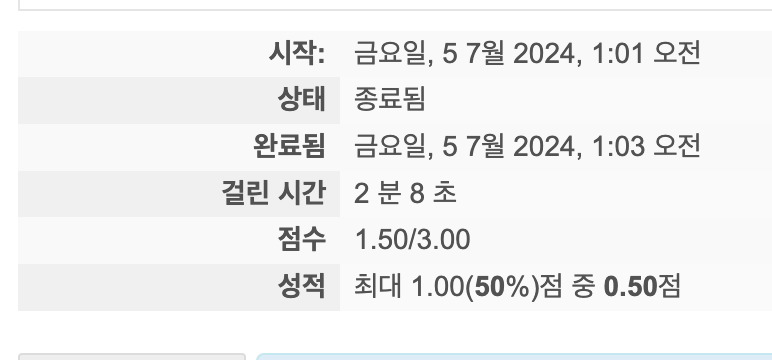 시작: 금요일, 5 7월 2024, 1:01 오전
상태 종료됨
완료됨 금요일, 5 7월 2024, 1:03 오전
걸린 시간 2 분 8 초
점수 1.50/3.00
성적 최대 1.00(50%)점 중 0.50점